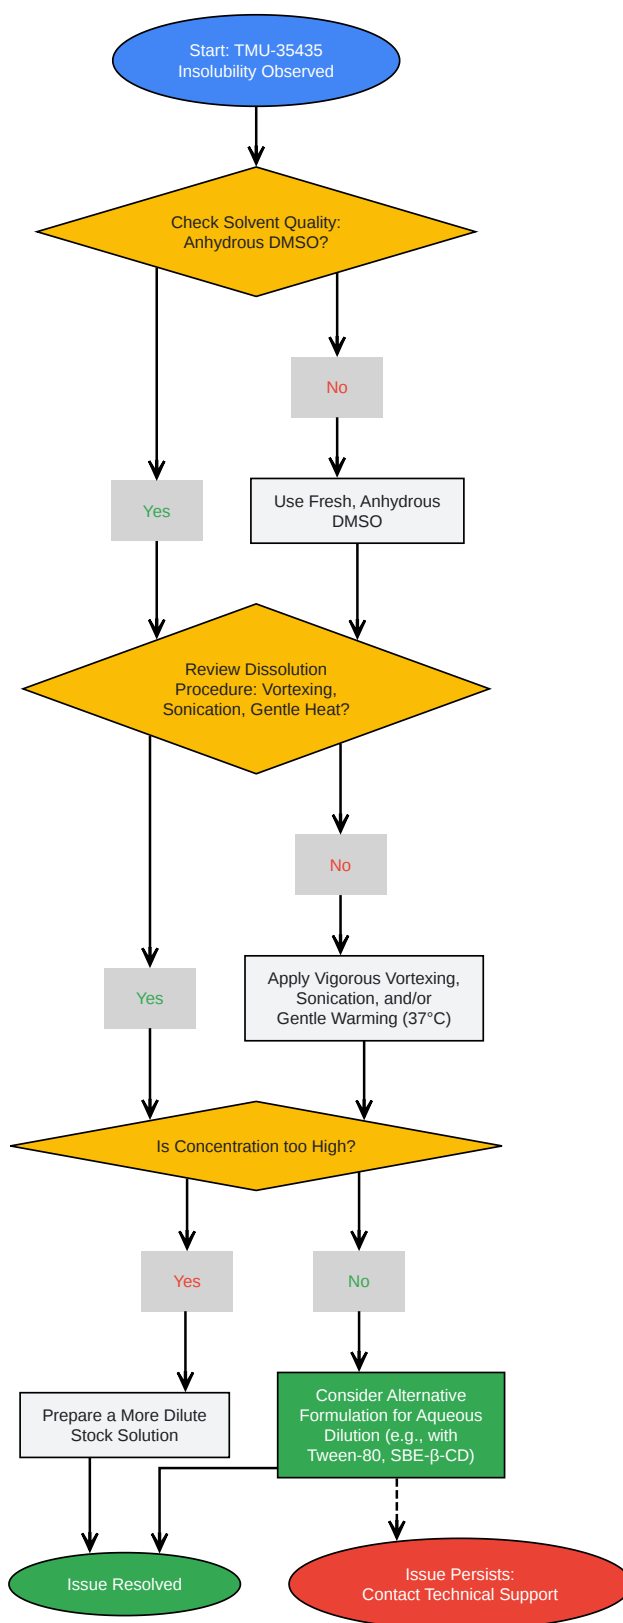 Start: TMU-35435
Insolubility Observed
Check Solvent Quality:
Anhydrous DMSO?
No
Use Fresh, Anhydrous
DMSO
Yes
Review Dissolution
Procedure: Vortexing,
Sonication, Gentle Heat?
No
Apply Vigorous Vortexing,
Sonication, and/or
Gentle Warming (37°C)
Yes
Is Concentration too High?
Yes
No
Consider Alternative
Formulation for Aqueous
Dilution (e.g., with
Tween-80, SBE-β-CD)
Prepare a More Dilute
Stock Solution
Issue Resolved
Issue Persists:
Contact Technical Support